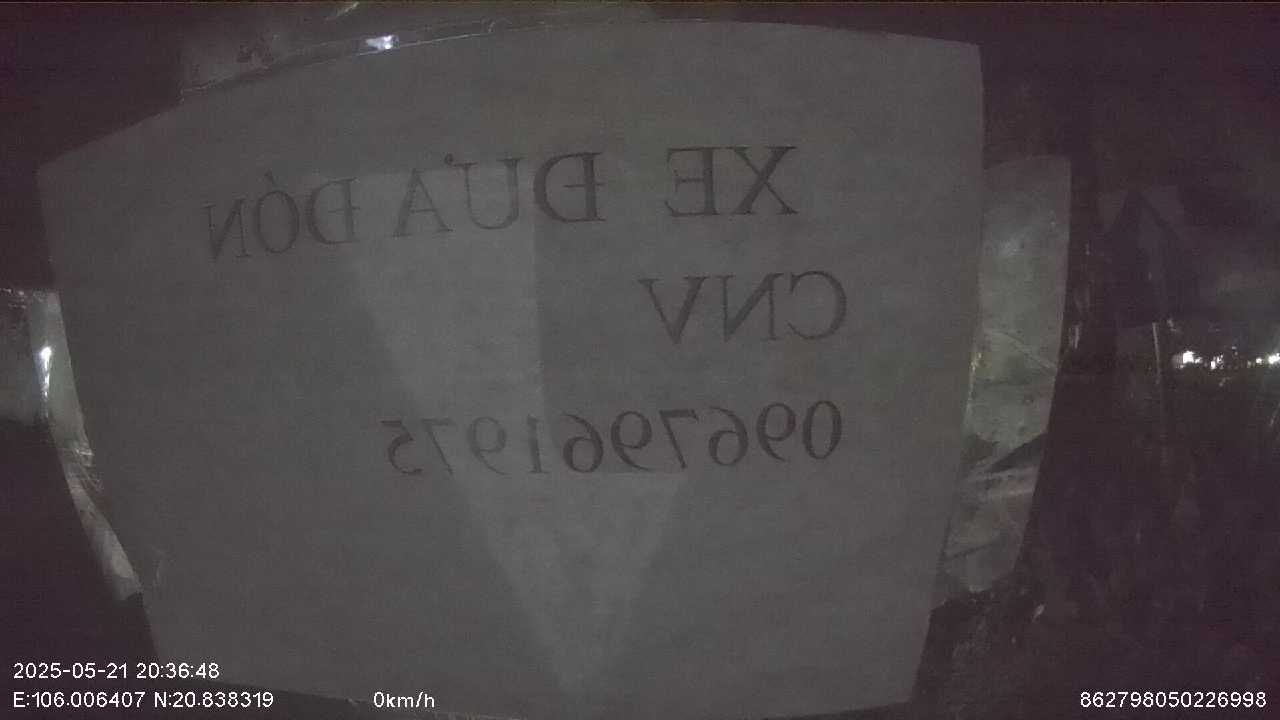 XE ĐƯA ĐÓN
CNV
0967961975
2025-05-21 20:36:48
E:106.006407 N:20.838319 0km/h 862798050226998